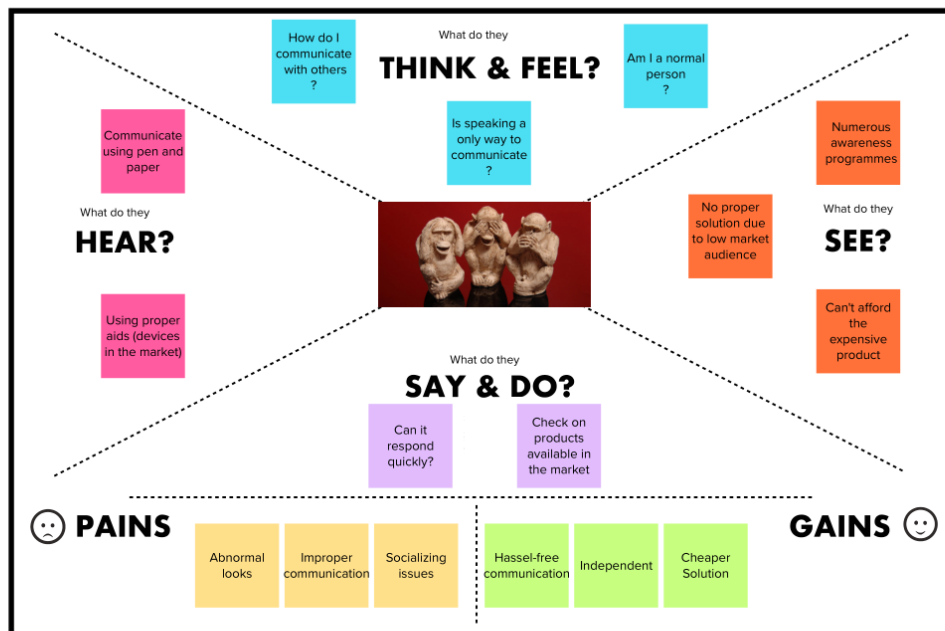 What do they
THINK & FEEL?
How do I
communicate
with others
?
Am I a normal
person
?
Is speaking a
only way to
communicate
?
Communicate
using pen and
paper
What do they
HEAR?
Using proper
aids (devices
in the market)
Numerous
awareness
programmes
No proper
solution due
to low market
audience
What do they
SEE?
Can't afford
the
expensive
product
What do they
SAY & DO?
Can it
respond
quickly?
Check on
products
available in
the market
PAINS
Abnormal
looks
Improper
communication
Socializing
issues
GAINS
Hassel-free
communication
Independent
Cheaper
Solution